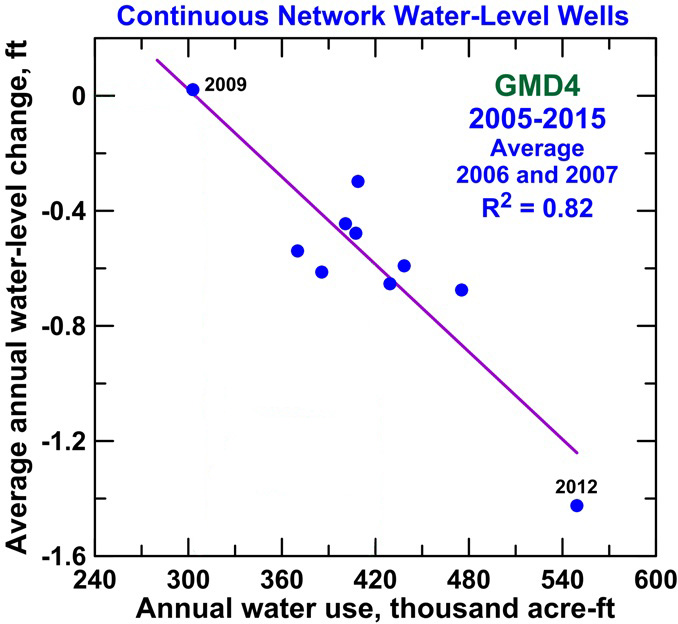 Continuous Network Water-Level Wells
Average annual water-level change, ft
0
-0.4
-0.8
-1.2
-1.6
2009
GMD4
2005-2015
Average
2006 and 2007
R² = 0.82
2012
240 300 360 420 480 540 600
Annual water use, thousand acre-ft